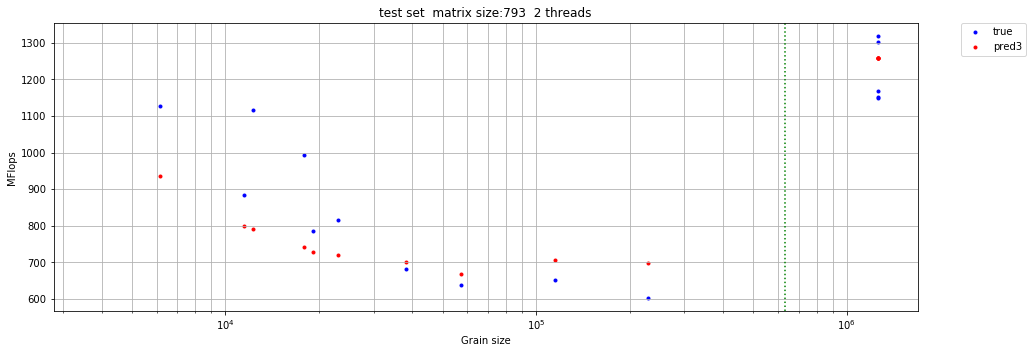 test set  matrix size:793  2 threads
true
pred3
1300
1200
1100
1000
900
800
700
600
MFlops
10^4
10^5
10^6
Grain size